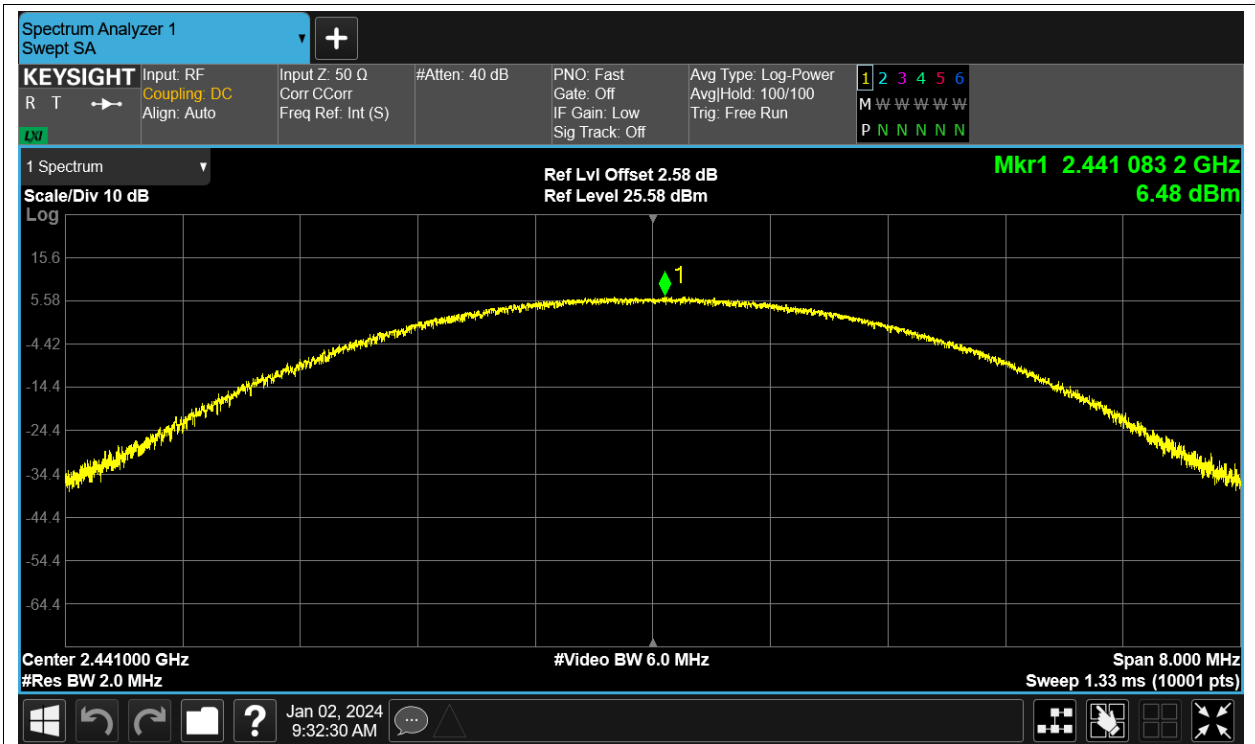 Spectrum Analyzer 1
Swept SA
+
KEYSIGHT
R T
LXI
Input: RF
Coupling: DC
Align: Auto
Input Z: 50 Ω
Corr CCorr
Freq Ref: Int (S)
#Atten: 40 dB
PNO: Fast
Gate: Off
IF Gain: Low
Sig Track: Off
Avg Type: Log-Power
Avg|Hold: 100/100
Trig: Free Run
1 2 3 4 5 6
M W W W W W
P N N N N N
1 Spectrum
Scale/Div 10 dB
Log
Ref Lvl Offset 2.58 dB
Ref Level 25.58 dBm
Mkr1 2.441 083 2 GHz
6.48 dBm
1
15.6
5.58
-4.42
-14.4
-24.4
-34.4
-44.4
-54.4
-64.4
Center 2.441000 GHz
#Res BW 2.0 MHz
#Video BW 6.0 MHz
Span 8.000 MHz
Sweep 1.33 ms (10001 pts)
?
Jan 02, 2024
9:32:30 AM